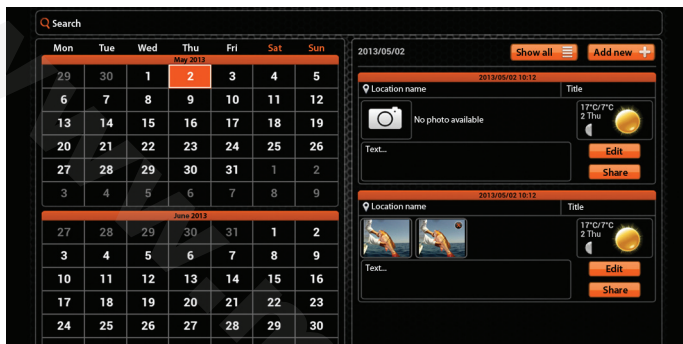 Search
Mon Tue Wed Thu Fri Sat Sun
May 2013
29 30 1 2 3 4 5
6 7 8 9 10 11 12
13 14 15 16 17 18 19
20 21 22 23 24 25 26
27 28 29 30 31 1 2
3 4 5 6 7 8 9
June 2013
27 28 29 30 31 1 2
3 4 5 6 7 8 9
10 11 12 13 14 15 16
17 18 19 20 21 22 23
24 25 26 27 28 29 30
2013/05/02 Show all Add new
2013/05/02 10:12
Location name Title
No photo available
17°C/7°C
2 Thu
Text...
Edit
Share
2013/05/02 10:12
Location name Title
17°C/7°C
2 Thu
Text...
Edit
Share